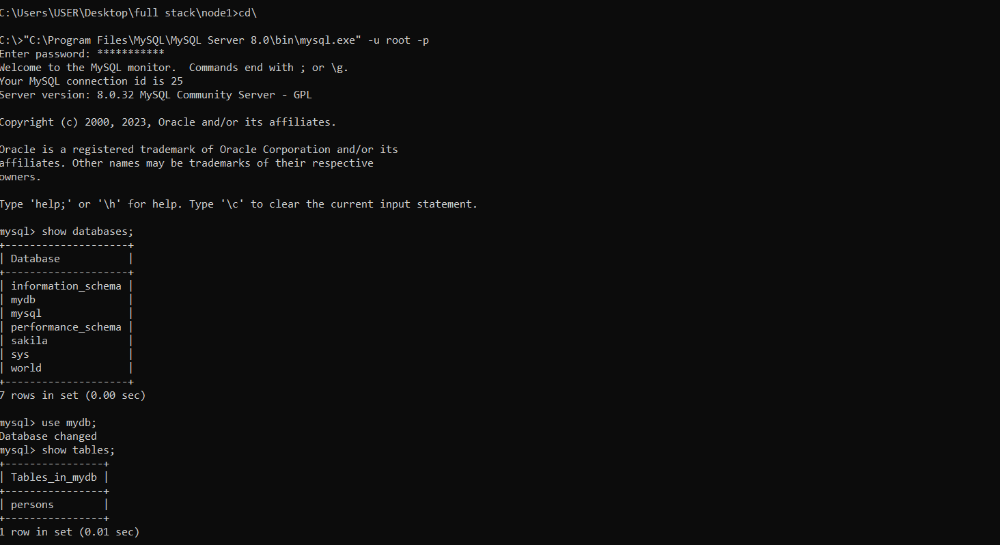 C:\Users\USER\Desktop\full stack\node1>cd\
C:\>"C:\Program Files\MySQL\MySQL Server 8.0\bin\mysql.exe" -u root -p
Enter password: ***********
Welcome to the MySQL monitor.  Commands end with ; or \g.
Your MySQL connection id is 25
Server version: 8.0.32 MySQL Community Server - GPL
Copyright (c) 2000, 2023, Oracle and/or its affiliates.
Oracle is a registered trademark of Oracle Corporation and/or its
affiliates. Other names may be trademarks of their respective
owners.
Type 'help;' or '\h' for help. Type '\c' to clear the current input statement.
mysql> show databases;
+--------------------+
| Database           |
+--------------------+
| information_schema |
| mydb               |
| mysql              |
| performance_schema |
| sakila             |
| sys                |
| world              |
+--------------------+
7 rows in set (0.00 sec)
mysql> use mydb;
Database changed
mysql> show tables;
+----------------+
| Tables_in_mydb |
+----------------+
| persons        |
+----------------+
1 row in set (0.01 sec)